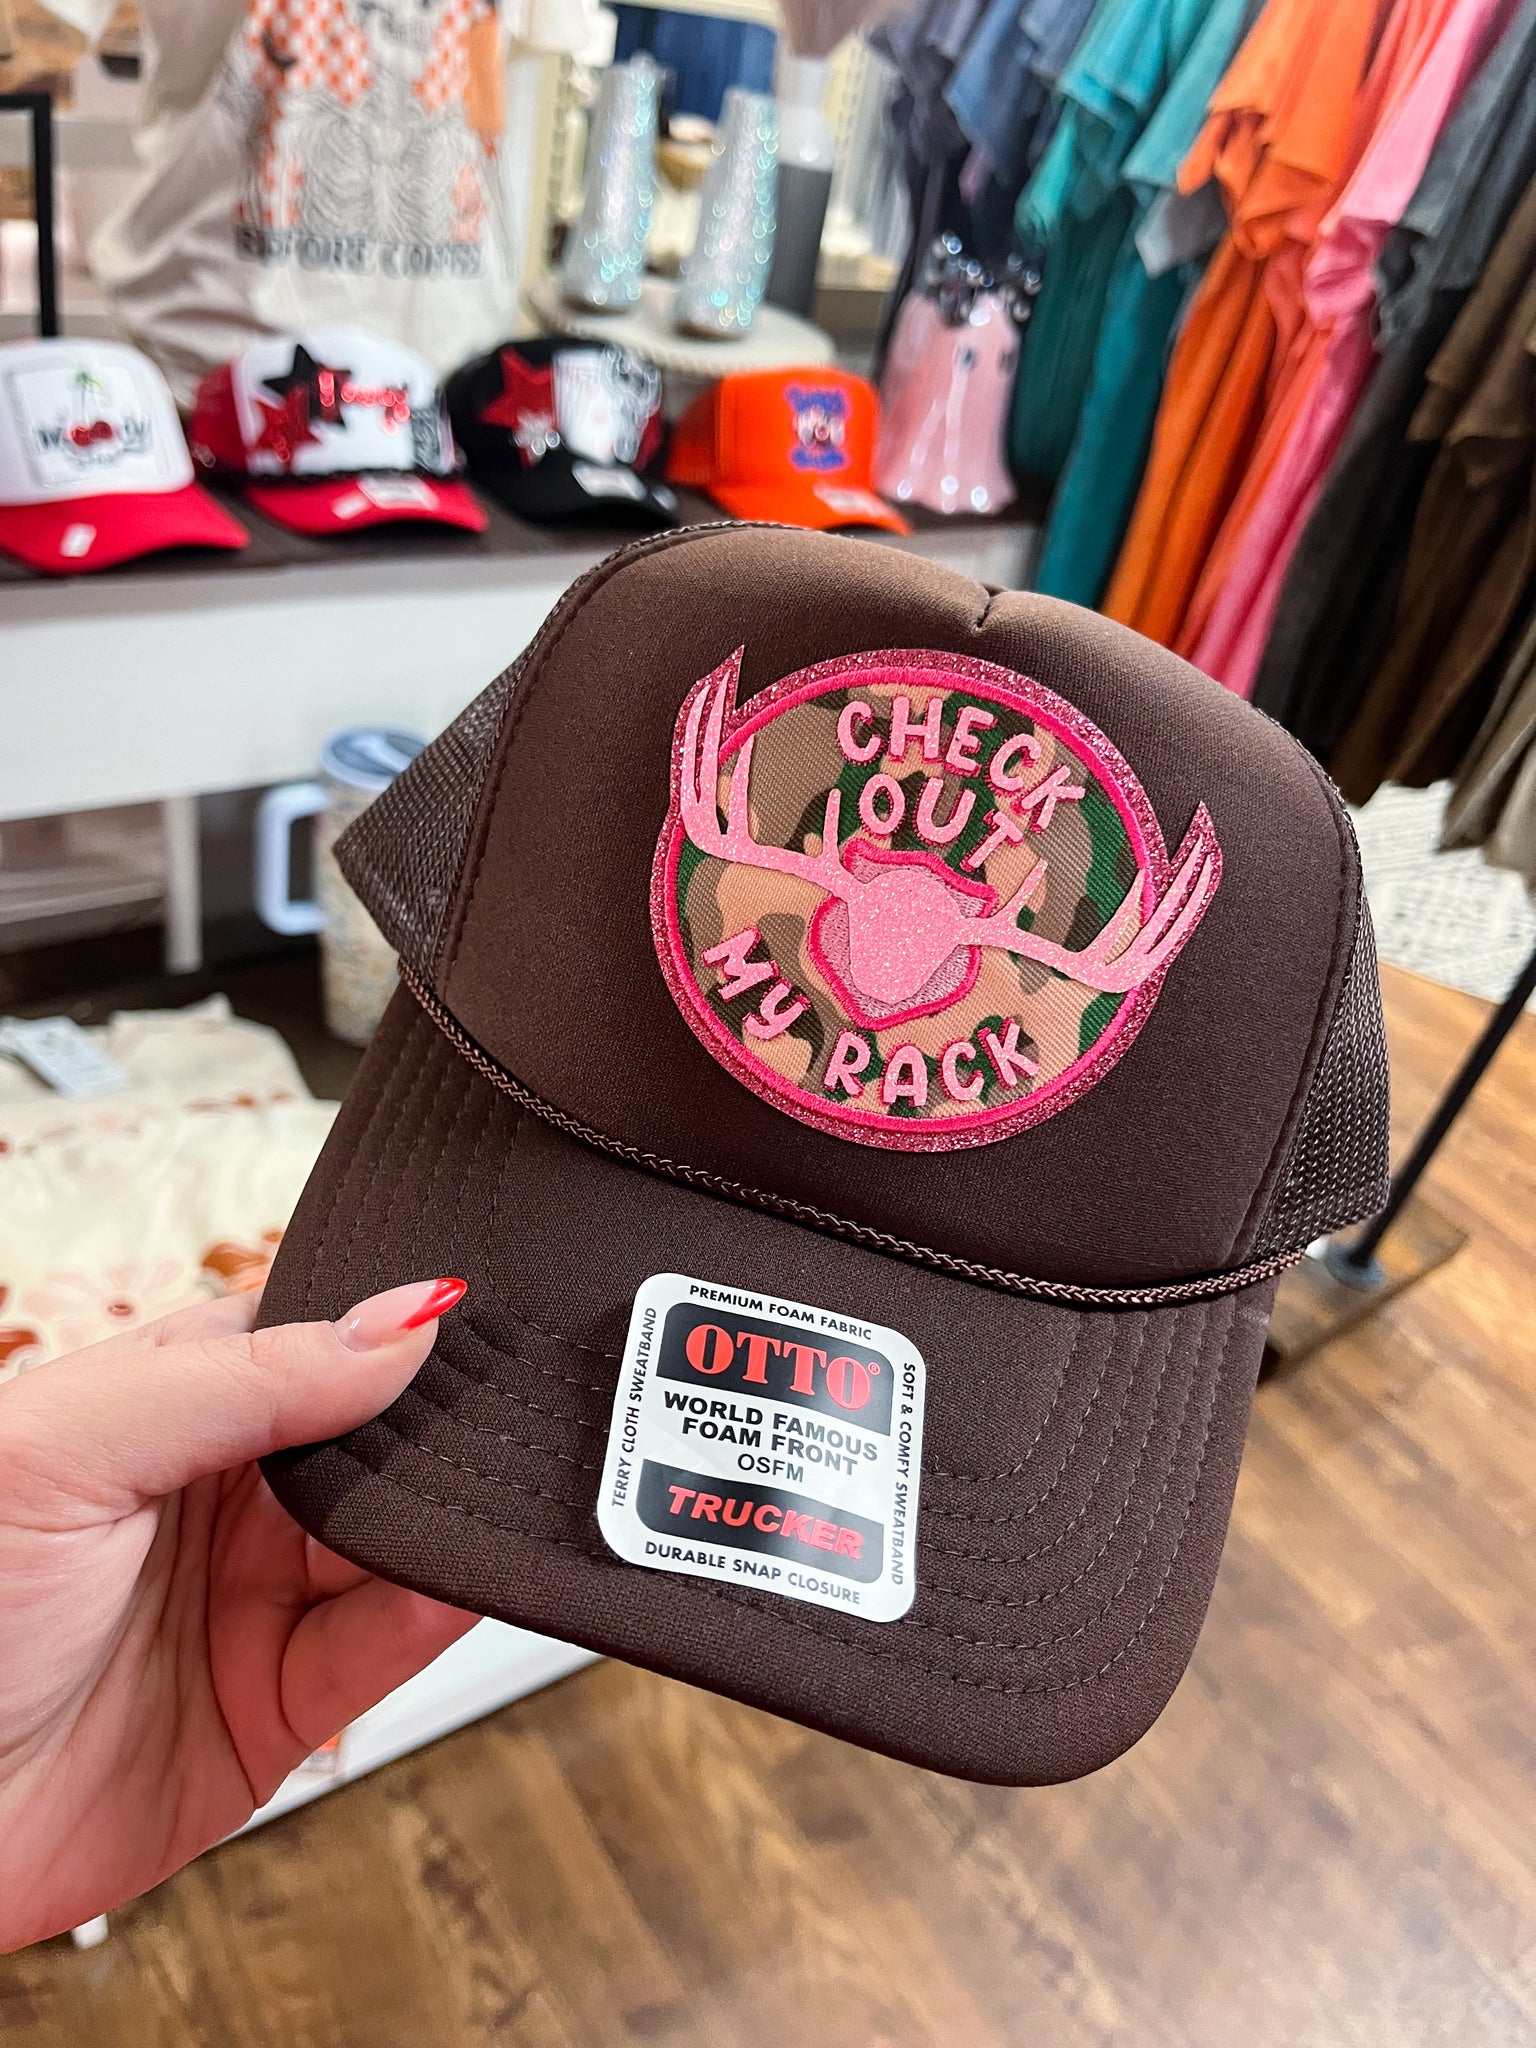 CHECK
OUT
MY RACK
PREMIUM FOAM FABRIC
OTTO®
WORLD FAMOUS
FOAM FRONT
OSFM
TRUCKER
DURABLE SNAP CLOSURE
TERRY CLOTH SWEATBAND
SOFT & COMFY SWEATBAND